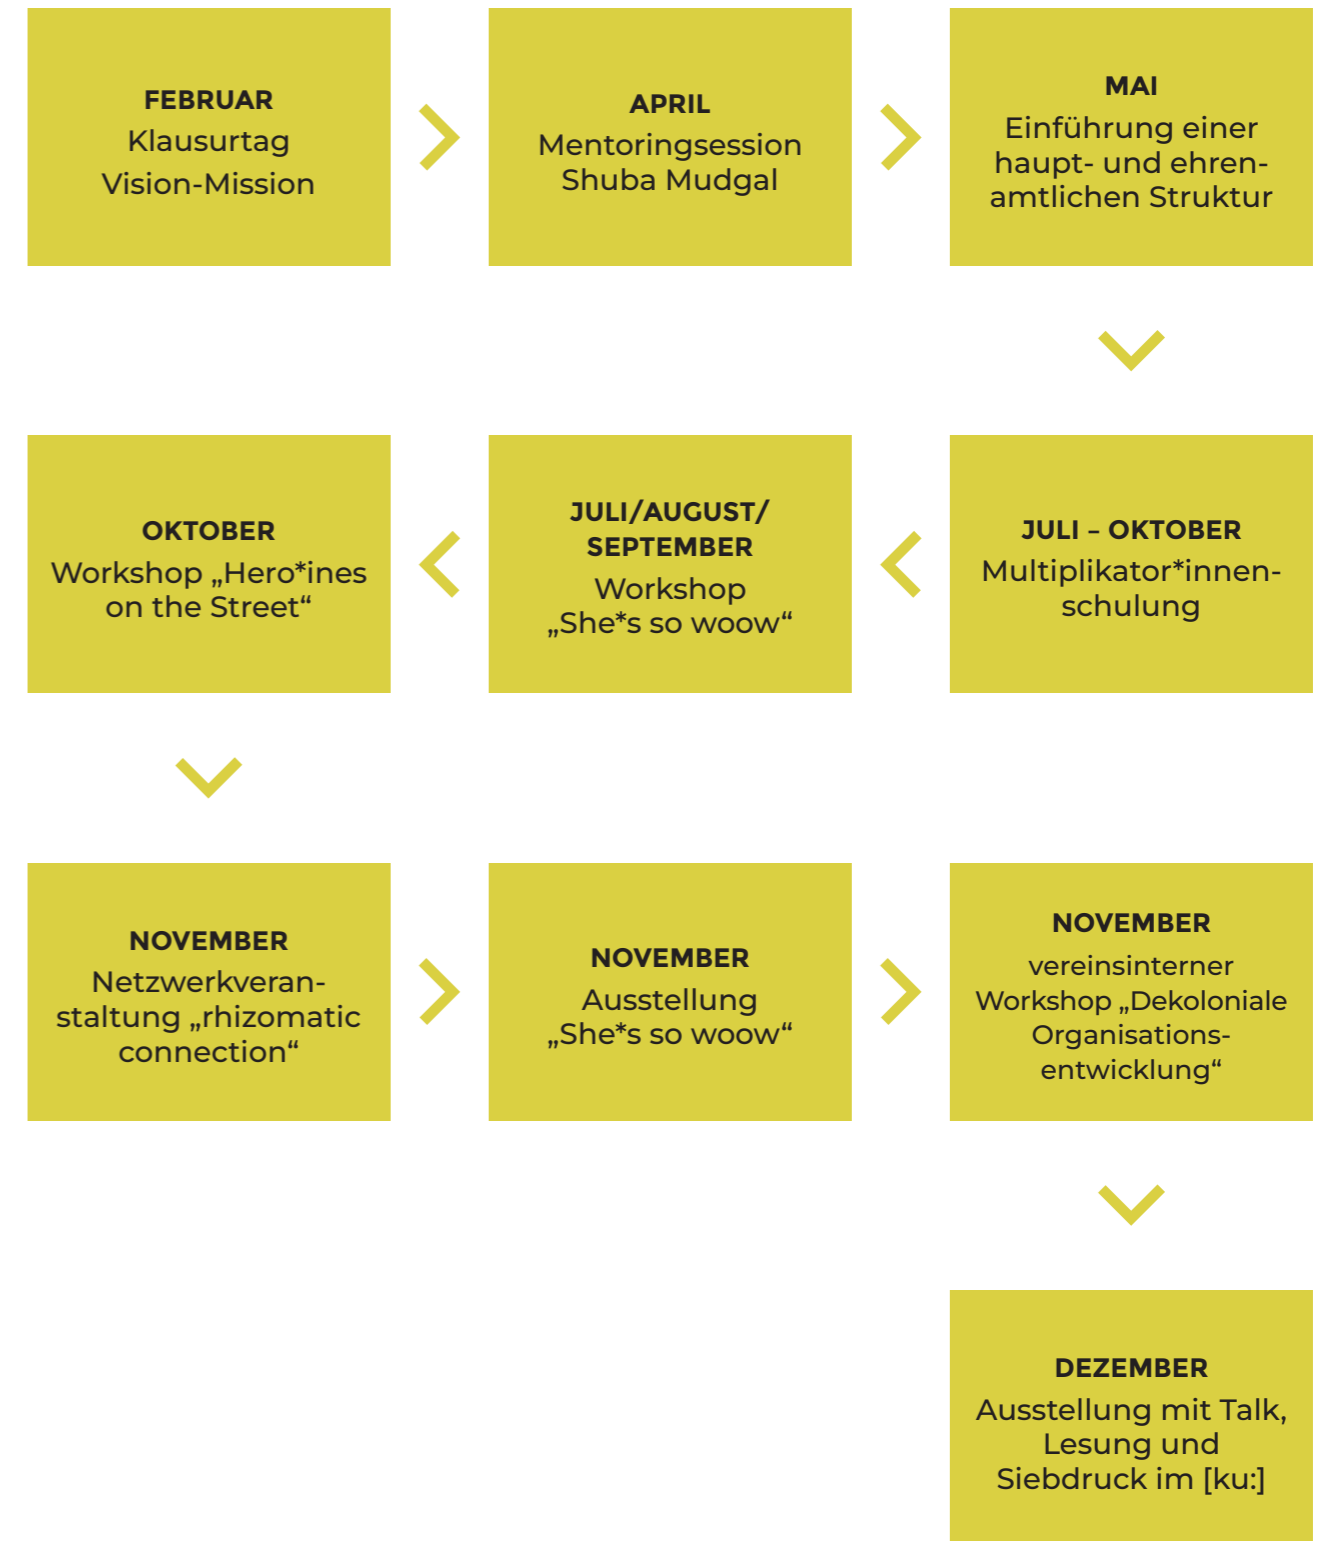 FEBRUAR
Klausurtag
Vision-Mission
APRIL
Mentoringsession
Shuba Mudgal
MAI
Einführung einer
haupt- und ehren-
amtlichen Struktur
JULI – OKTOBER
Multiplikator*innen-
schulung
JULI/AUGUST/
SEPTEMBER
Workshop
„She*s so woow“
OKTOBER
Workshop „Hero*ines
on the Street“
NOVEMBER
Netzwerkveran-
staltung „rhizomatic
connection“
NOVEMBER
Ausstellung
„She*s so woow“
NOVEMBER
vereinsinterner
Workshop „Dekoloniale
Organisations-
entwicklung“
DEZEMBER
Ausstellung mit Talk,
Lesung und
Siebdruck im [ku:]